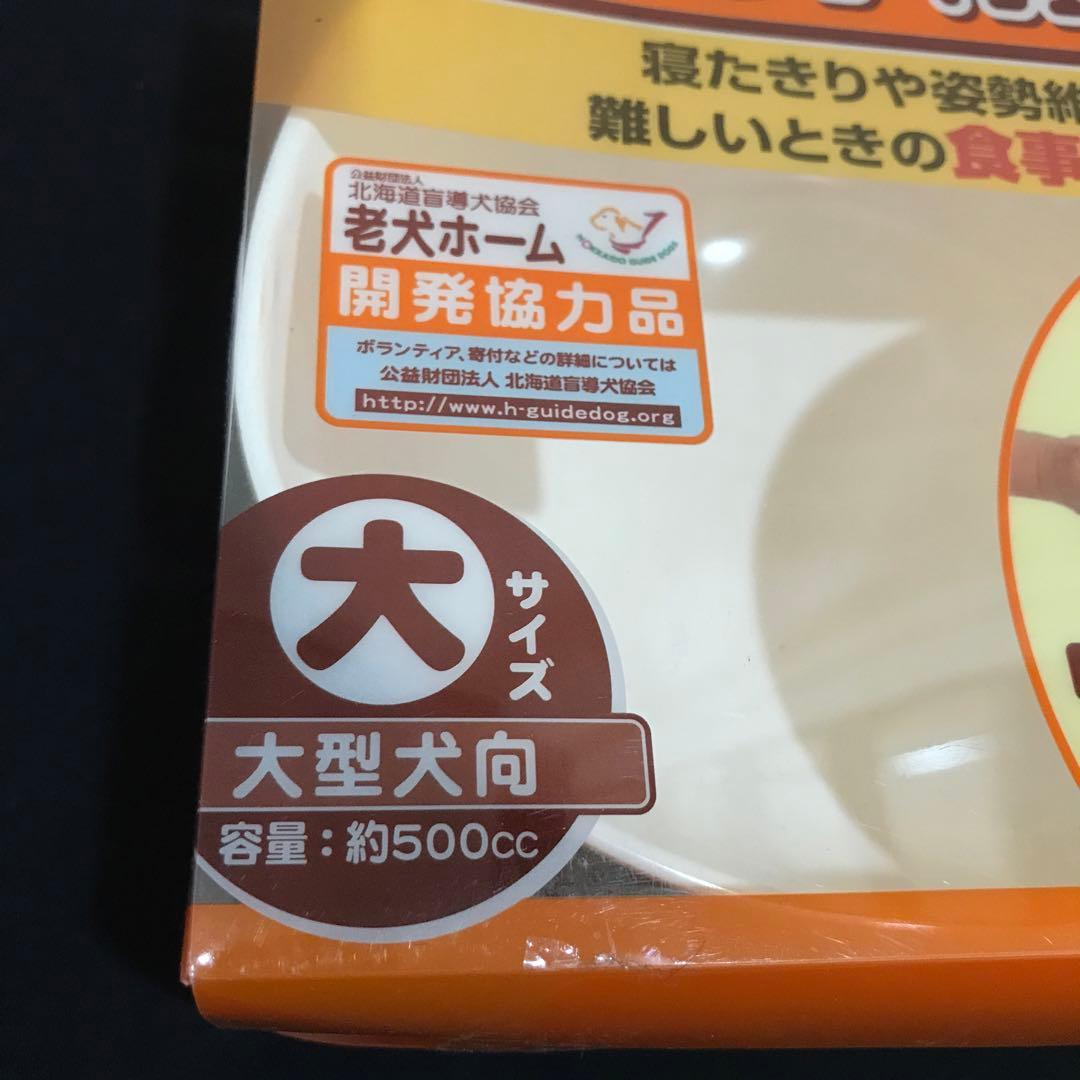 寝たきりや姿勢維
難しいときの食事
公益財団法人
北海道盲導犬協会
老犬ホーム
HOKKAIDO GUIDE DOGS
開発協力品
ボランティア、寄付などの詳細については
公益財団法人 北海道盲導犬協会
http://www.h-guidedog.org
大
サイズ
大型犬向
容量：約500cc